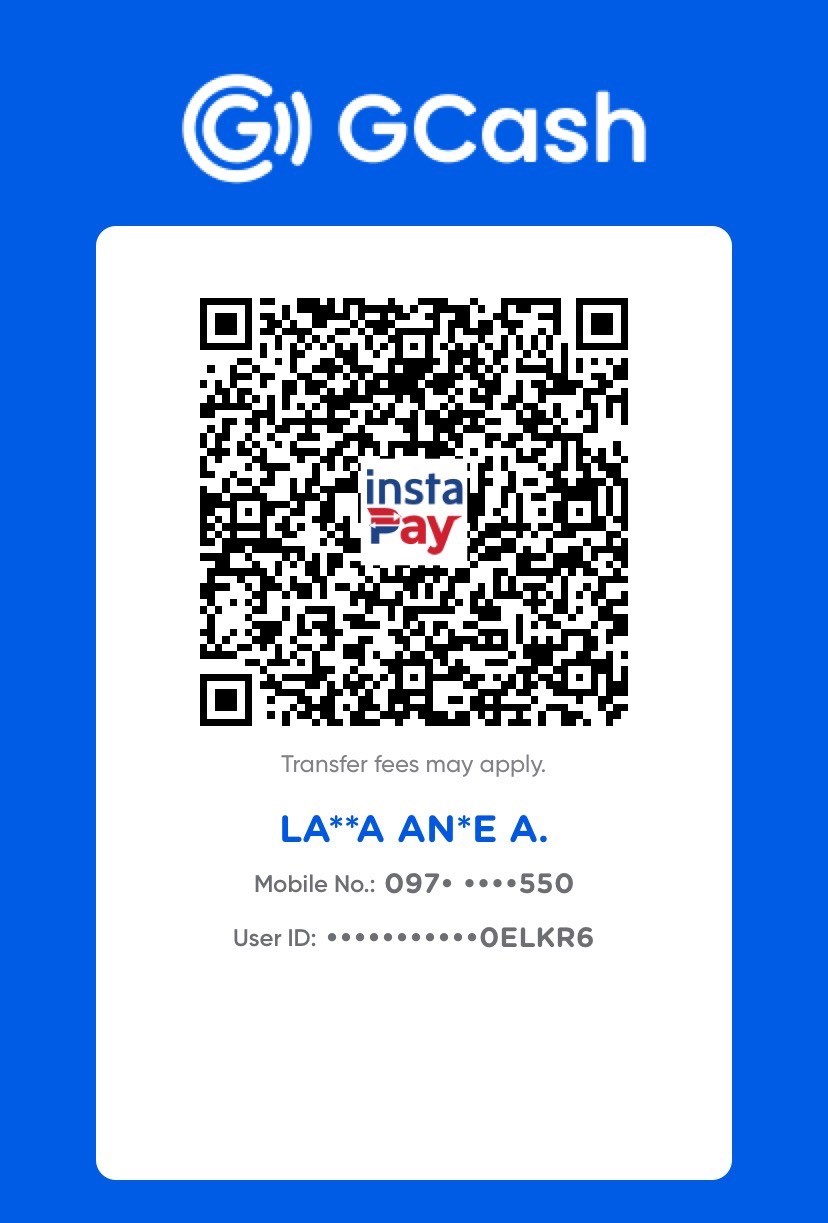 GCash
insta
Pay
Transfer fees may apply.
LA**A AN*E A.
Mobile No.: 097• ••••550
User ID: •••••••••••0ELKR6